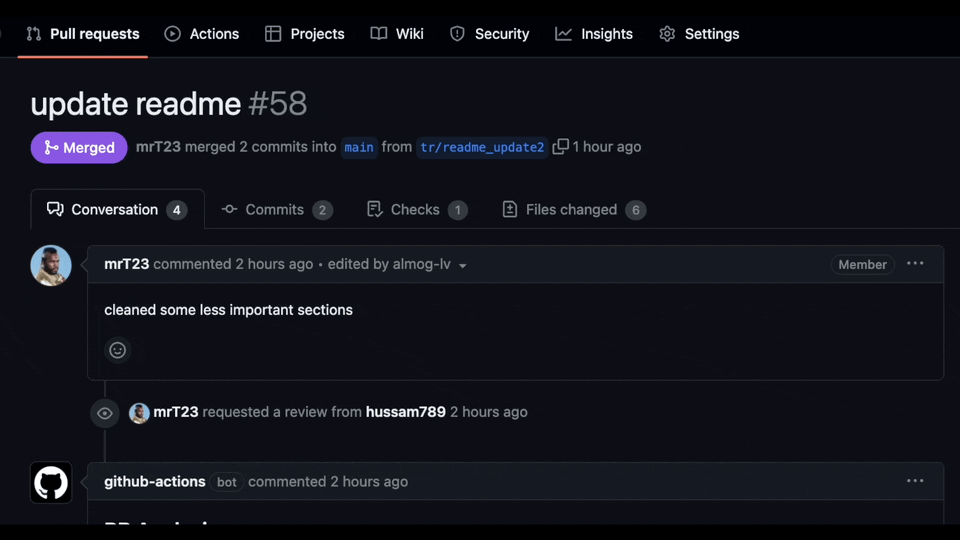 Pull requests Actions Projects Wiki Security Insights Settings
update readme #58
Merged mrT23 merged 2 commits into main from tr/readme_update2 1 hour ago
Conversation 4 Commits 2 Checks 1 Files changed 6
mrT23 commented 2 hours ago • edited by almog-lv Member ...
cleaned some less important sections
mrT23 requested a review from hussam789 2 hours ago
github-actions bot commented 2 hours ago ...